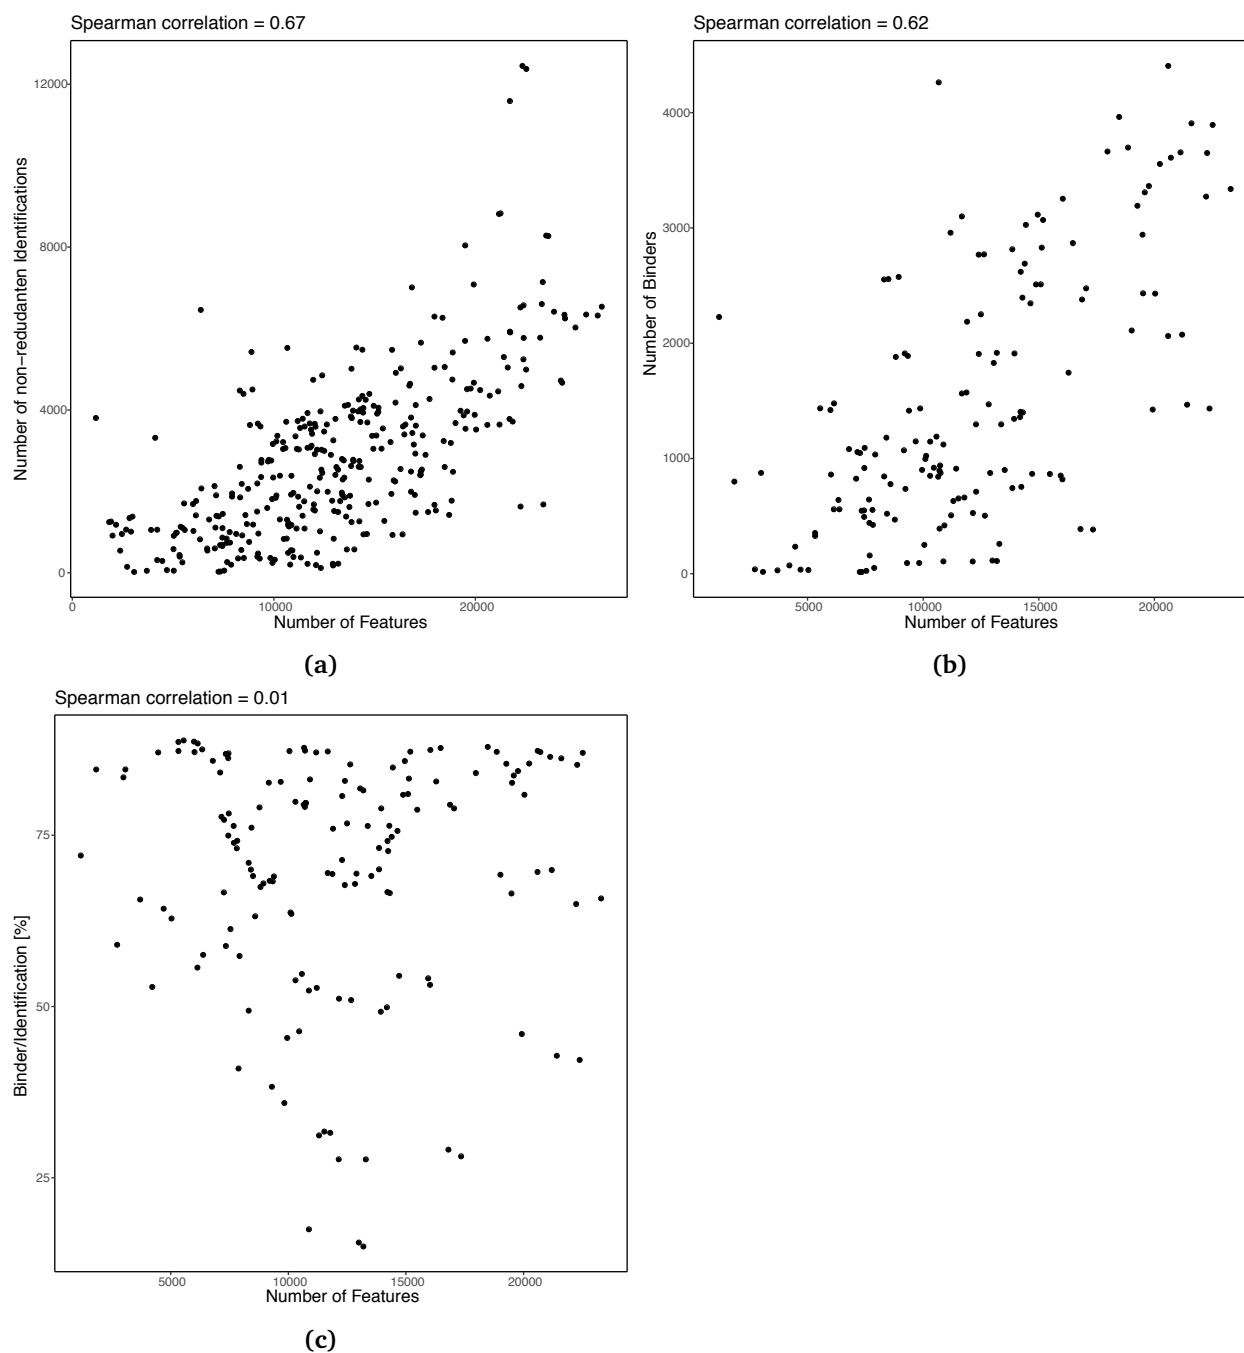 Spearman correlation = 0.67
Number of non−redudanten Identifications
12000
8000
4000
0
0 10000 20000
Number of Features
(a)
Spearman correlation = 0.62
Number of Binders
4000
3000
2000
1000
0
5000 10000 15000 20000
Number of Features
(b)
Spearman correlation = 0.01
Binder/Identification [%]
75
50
25
5000 10000 15000 20000
Number of Features
(c)